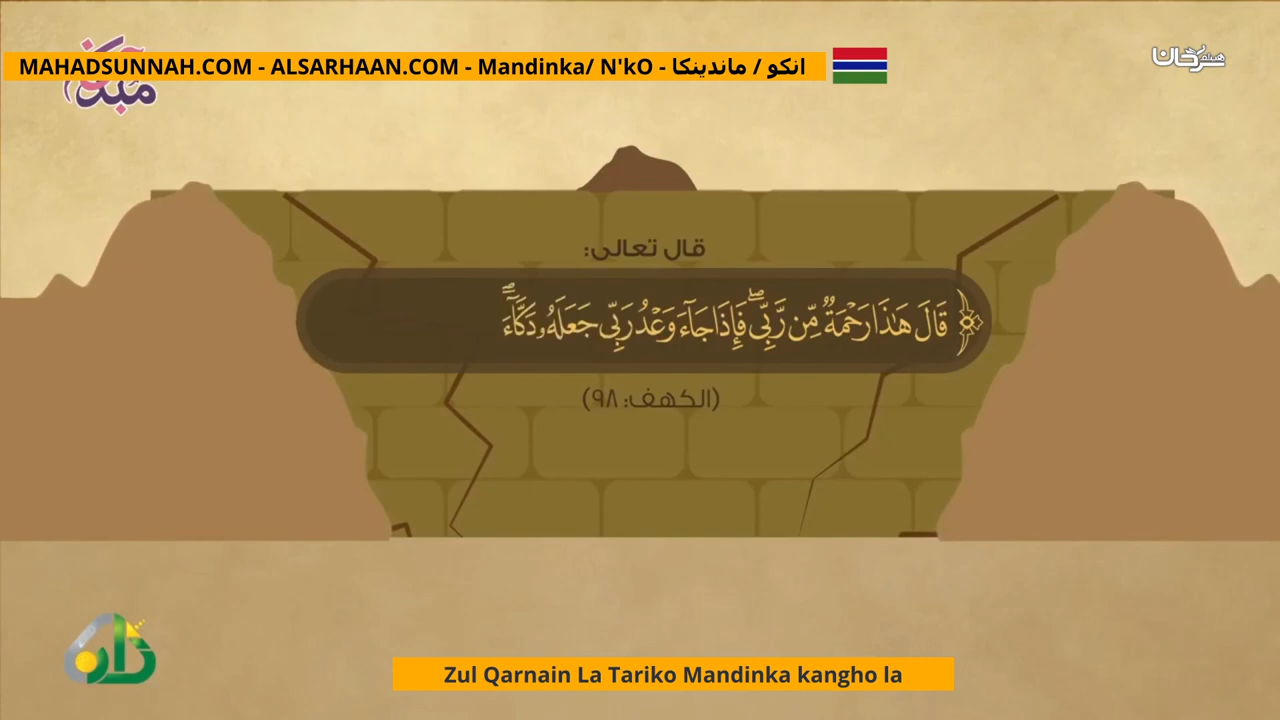 MAHADSUNNAH.COM - ALSARHAAN.COM - Mandinka/ N'kO - انكو / ماندينكا
قال تعالى:
قَالَ هَٰذَا رَحْمَةٌ مِّن رَّبِّي ۖ فَإِذَا جَاءَ وَعْدُ رَبِّي جَعَلَهُۥ دَكَّآءَ ۖ
(الكهف: ٩٨)
Zul Qarnain La Tariko Mandinka kangho la